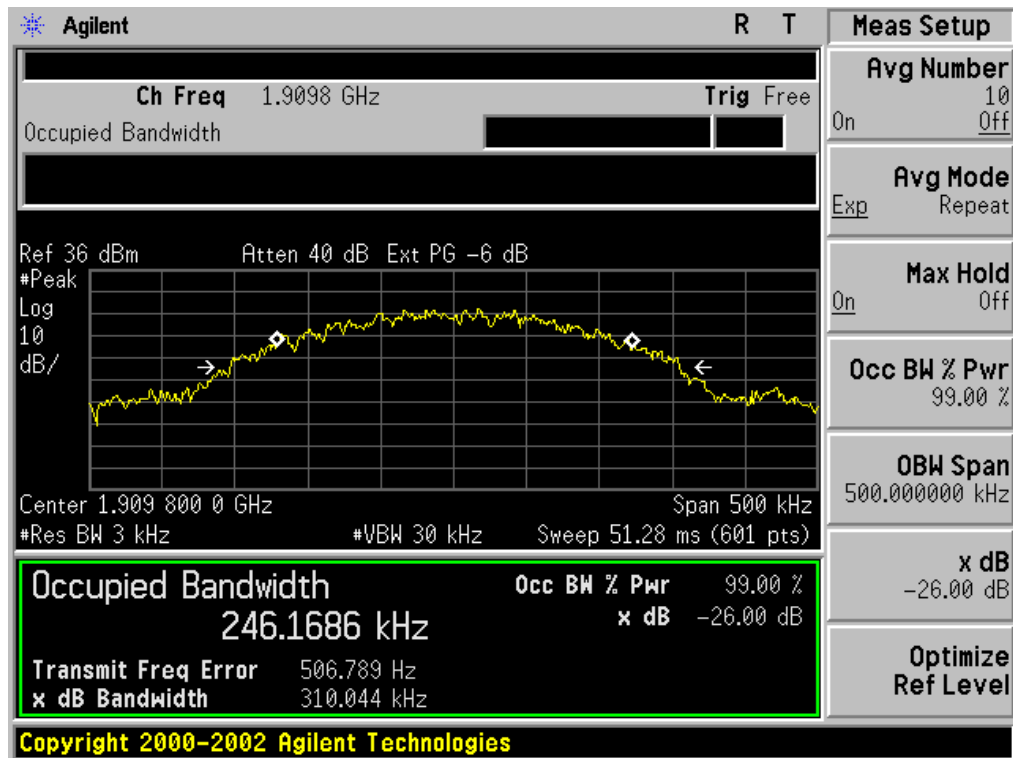 Agilent R T
Meas Setup
Ch Freq 1.9098 GHz Trig Free
Occupied Bandwidth
Ref 36 dBm Atten 40 dB Ext PG -6 dB
#Peak
Log
10
dB/
Center 1.909 800 0 GHz Span 500 kHz
#Res BW 3 kHz #VBW 30 kHz Sweep 51.28 ms (601 pts)
Occupied Bandwidth
246.1686 kHz
Occ BW % Pwr 99.00 %
x dB -26.00 dB
Transmit Freq Error 506.789 Hz
x dB Bandwidth 310.044 kHz
Avg Number
10
On Off
Avg Mode
Exp Repeat
Max Hold
On Off
Occ BW % Pwr
99.00 %
OBW Span
500.000000 kHz
x dB
-26.00 dB
Optimize
Ref Level
Copyright 2000-2002 Agilent Technologies